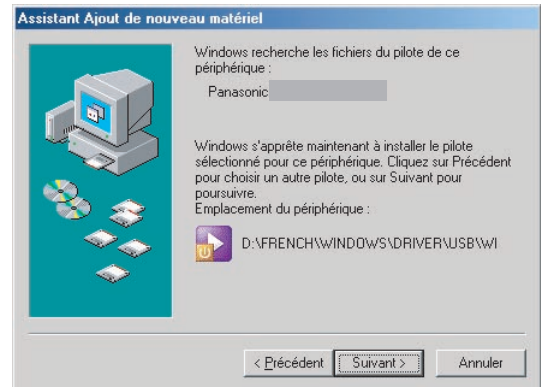 Assistant Ajout de nouveau matériel
Windows recherche les fichiers du pilote de ce
périphérique :
Panasonic
Windows s'apprête maintenant à installer le pilote
sélectionné pour ce périphérique. Cliquez sur Précédent
pour choisir un autre pilote, ou sur Suivant pour
poursuivre.
Emplacement du périphérique :
D:\FRENCH\WINDOWS\DRIVER\USB\WI
< Précédent
Suivant >
Annuler